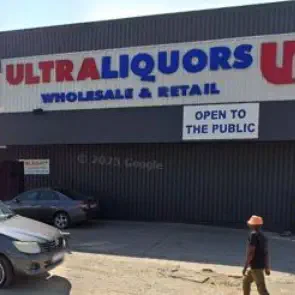 ULTRALIQUORS U
WHOLESALE & RETAIL
OPEN TO
THE PUBLIC
© 2025 Google